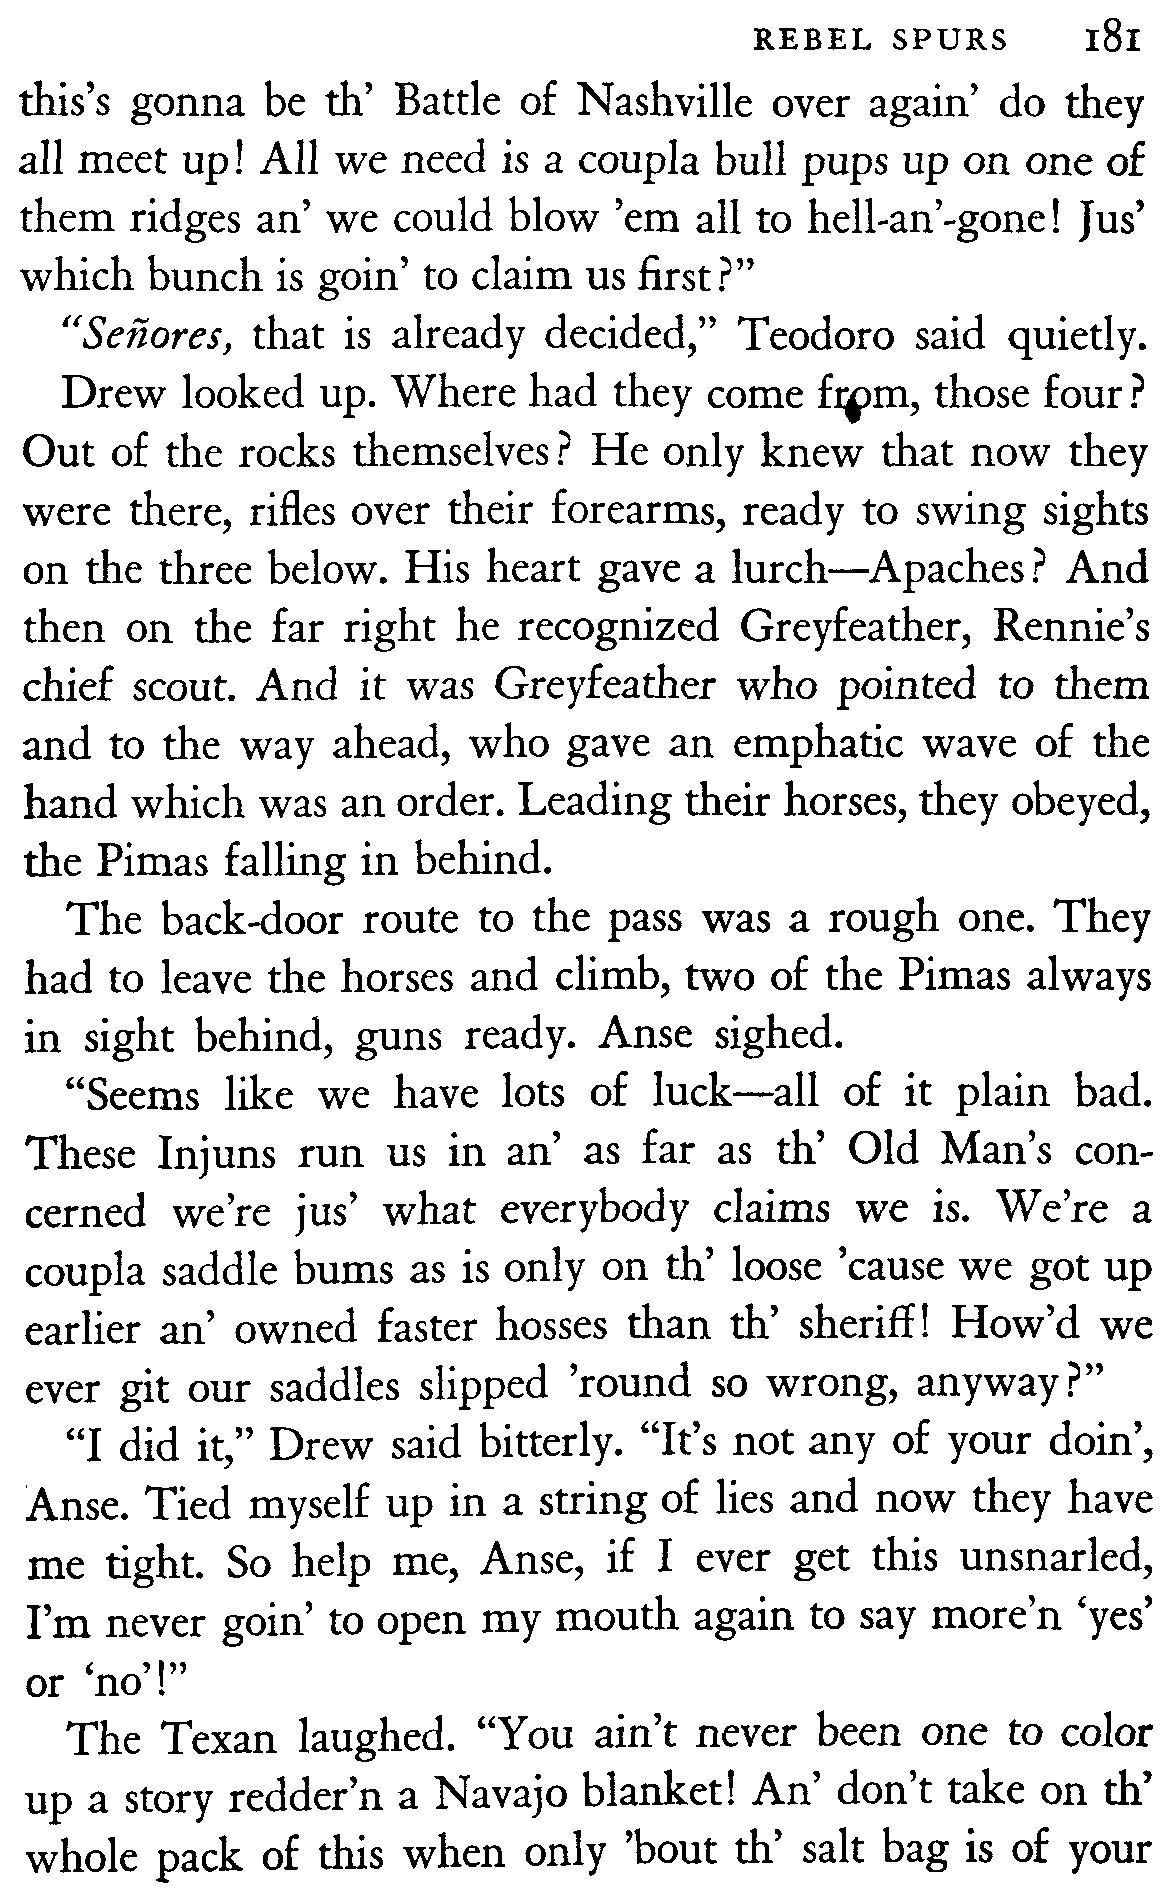 REBEL SPURS 181
this's gonna be th' Battle of Nashville over again' do they
all meet up! All we need is a coupla bull pups up on one of
them ridges an' we could blow 'em all to hell-an'-gone! Jus'
which bunch is goin' to claim us first?”
“Señores, that is already decided,” Teodoro said quietly.
Drew looked up. Where had they come from, those four?
Out of the rocks themselves? He only knew that now they
were there, rifles over their forearms, ready to swing sights
on the three below. His heart gave a lurch—Apaches? And
then on the far right he recognized Greyfeather, Rennie's
chief scout. And it was Greyfeather who pointed to them
and to the way ahead, who gave an emphatic wave of the
hand which was an order. Leading their horses, they obeyed,
the Pimas falling in behind.
The back-door route to the pass was a rough one. They
had to leave the horses and climb, two of the Pimas always
in sight behind, guns ready. Anse sighed.
“Seems like we have lots of luck—all of it plain bad.
These Injuns run us in an' as far as th' Old Man's con-
cerned we're jus' what everybody claims we is. We're a
coupla saddle bums as is only on th' loose 'cause we got up
earlier an' owned faster hosses than th' sheriff! How'd we
ever git our saddles slipped 'round so wrong, anyway?”
“I did it,” Drew said bitterly. “It's not any of your doin',
Anse. Tied myself up in a string of lies and now they have
me tight. So help me, Anse, if I ever get this unsnarled,
I'm never goin' to open my mouth again to say more'n ‘yes’
or ‘no’!”
The Texan laughed. “You ain't never been one to color
up a story redder'n a Navajo blanket! An' don't take on th'
whole pack of this when only 'bout th' salt bag is of your